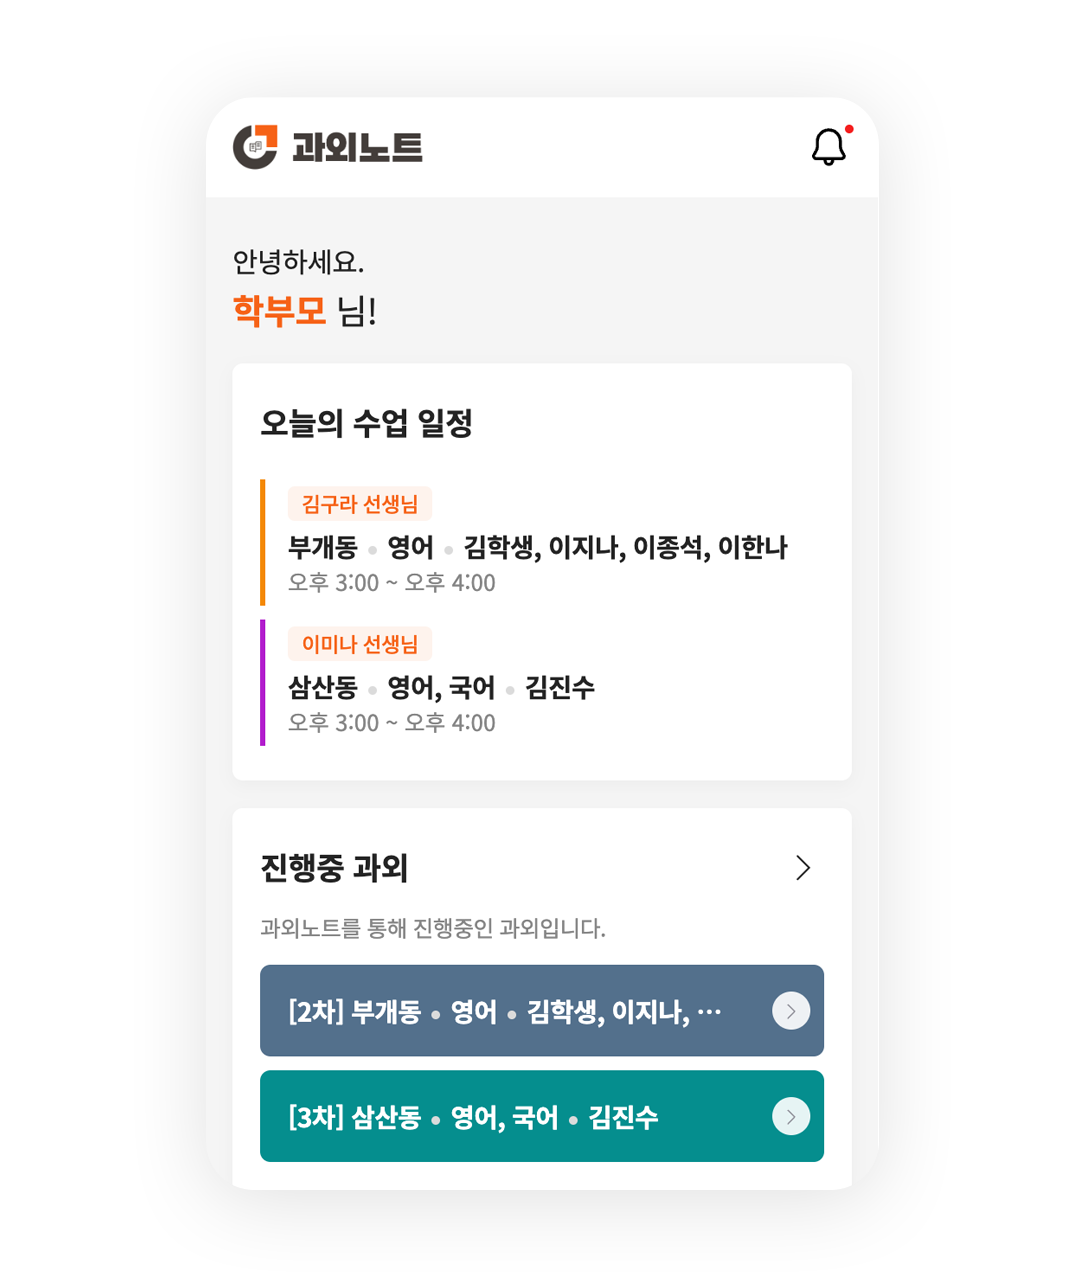 과외노트
안녕하세요.
학부모 님!
오늘의 수업 일정
김구라 선생님
부개동 • 영어 • 김학생, 이지나, 이종석, 이한나
오후 3:00 ~ 오후 4:00
이미나 선생님
삼산동 • 영어, 국어 • 김진수
오후 3:00 ~ 오후 4:00
진행중 과외
과외노트를 통해 진행중인 과외입니다.
[2차] 부개동 • 영어 • 김학생, 이지나, ···
[3차] 삼산동 • 영어, 국어 • 김진수